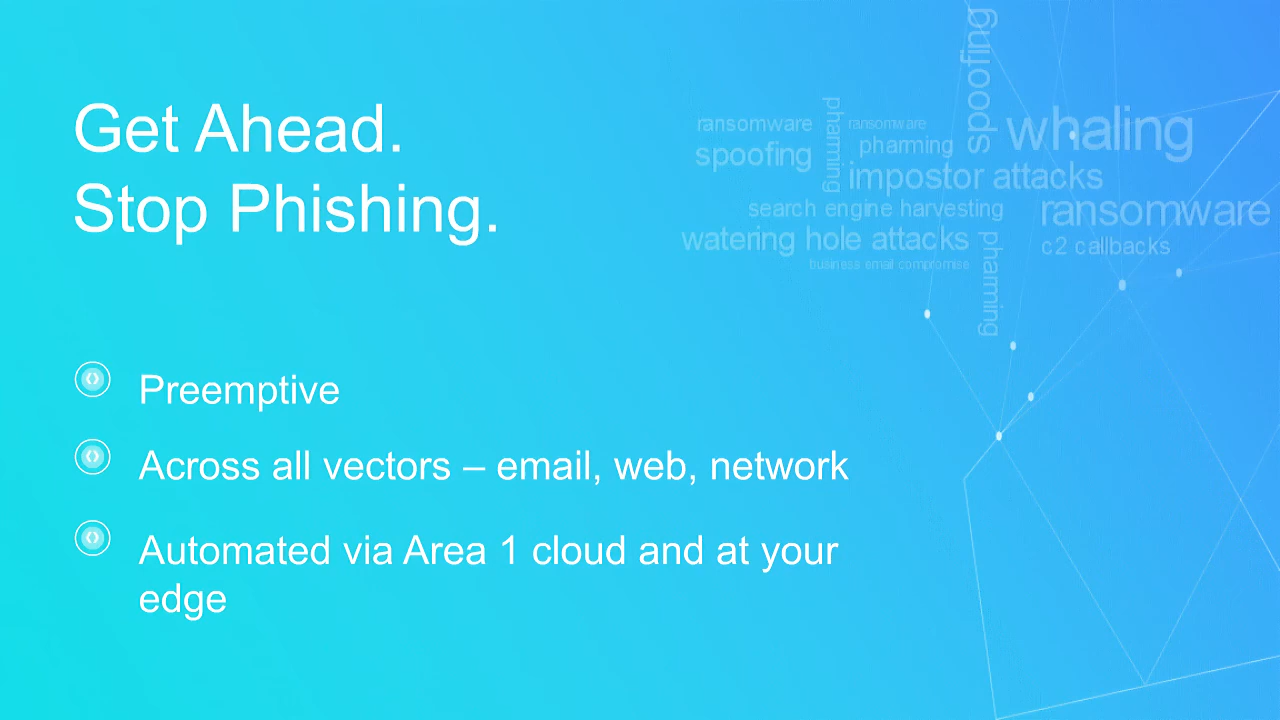 Get Ahead.
Stop Phishing.
spoofing
ransomware
pharming
ransomware
whaling
spoofing
pharming
impostor attacks
search engine harvesting
ransomware
watering hole attacks
pharming
c2 callbacks
business email compromise
Preemptive
Across all vectors – email, web, network
Automated via Area 1 cloud and at your
edge